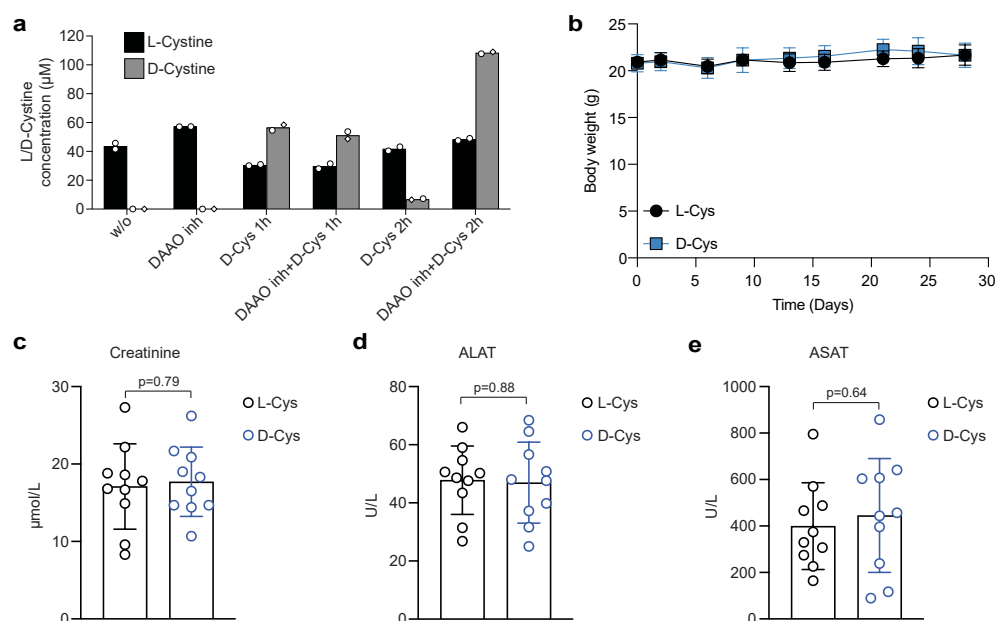 a
120
100
80
60
40
20
0
L/D-Cystine
concentration (µM)
L-Cystine
D-Cystine
w/o
DAAO inh
D-Cys 1h
DAAO inh+D-Cys 1h
D-Cys 2h
DAAO inh+D-Cys 2h
b
25
20
15
10
5
0
Body weight (g)
L-Cys
D-Cys
0 5 10 15 20 25 30
Time (Days)
c
Creatinine
30
20
10
0
µmol/L
p=0.79
L-Cys
D-Cys
d
ALAT
80
60
40
20
0
U/L
p=0.88
L-Cys
D-Cys
e
ASAT
1000
800
600
400
200
0
U/L
p=0.64
L-Cys
D-Cys